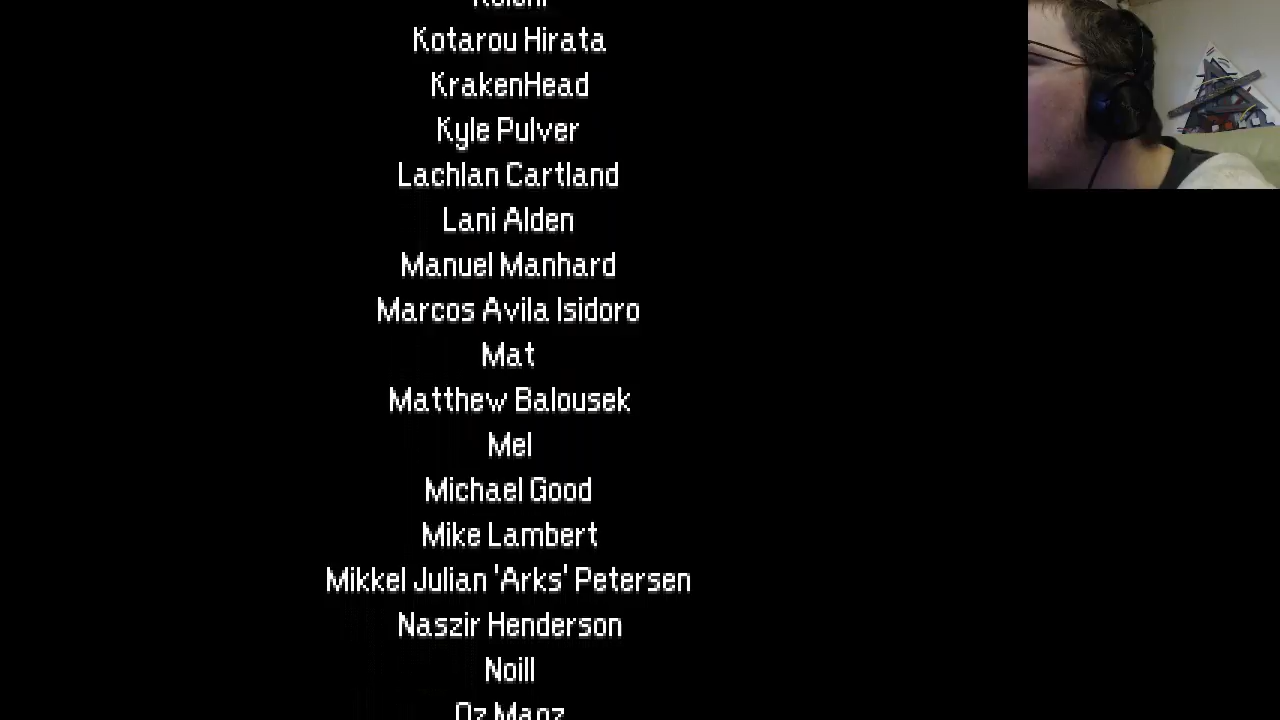 Kotarou Hirata
KrakenHead
Kyle Pulver
Lachlan Cartland
Lani Alden
Manuel Manhard
Marcos Avila Isidoro
Mat
Matthew Balousek
Mel
Michael Good
Mike Lambert
Mikkel Julian 'Arks' Petersen
Naszir Henderson
Noill